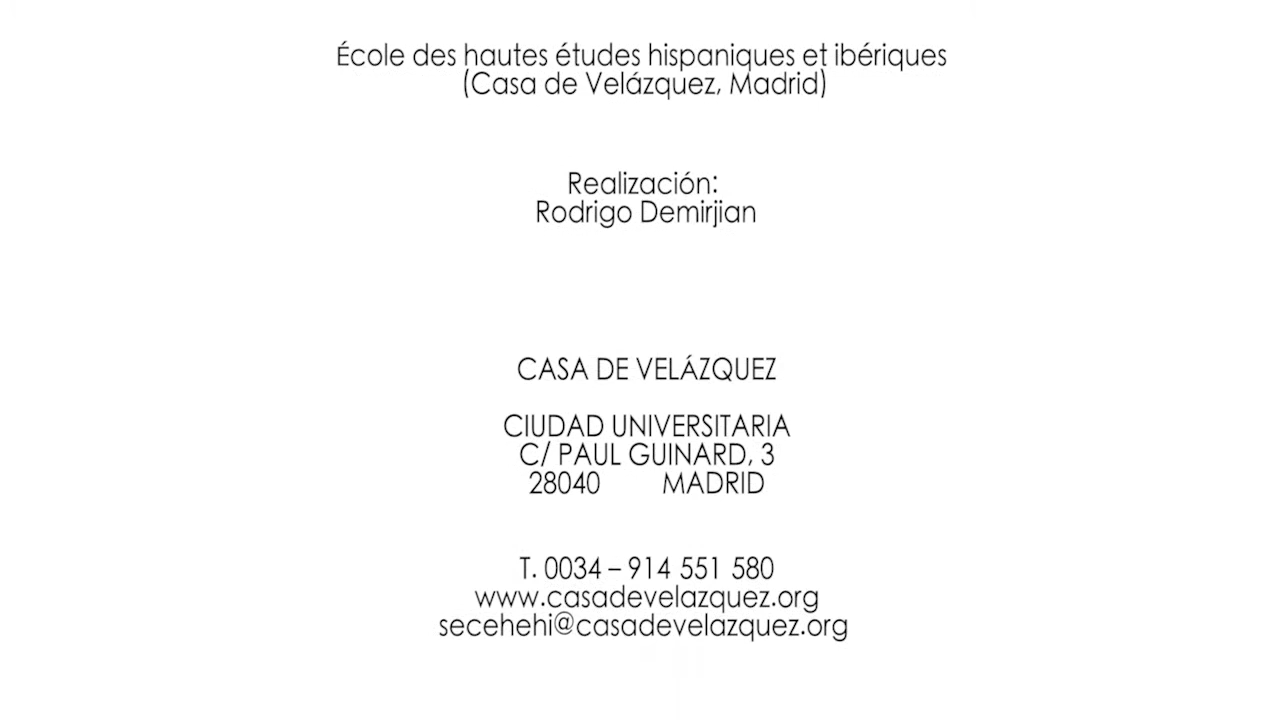 École des hautes études hispaniques et ibériques
(Casa de Velázquez, Madrid)
Realización:
Rodrigo Demirjian
CASA DE VELÁZQUEZ
CIUDAD UNIVERSITARIA
C/ PAUL GUINARD, 3
28040 MADRID
T. 0034 – 914 551 580
www.casadevelazquez.org
secehehi@casadevelazquez.org